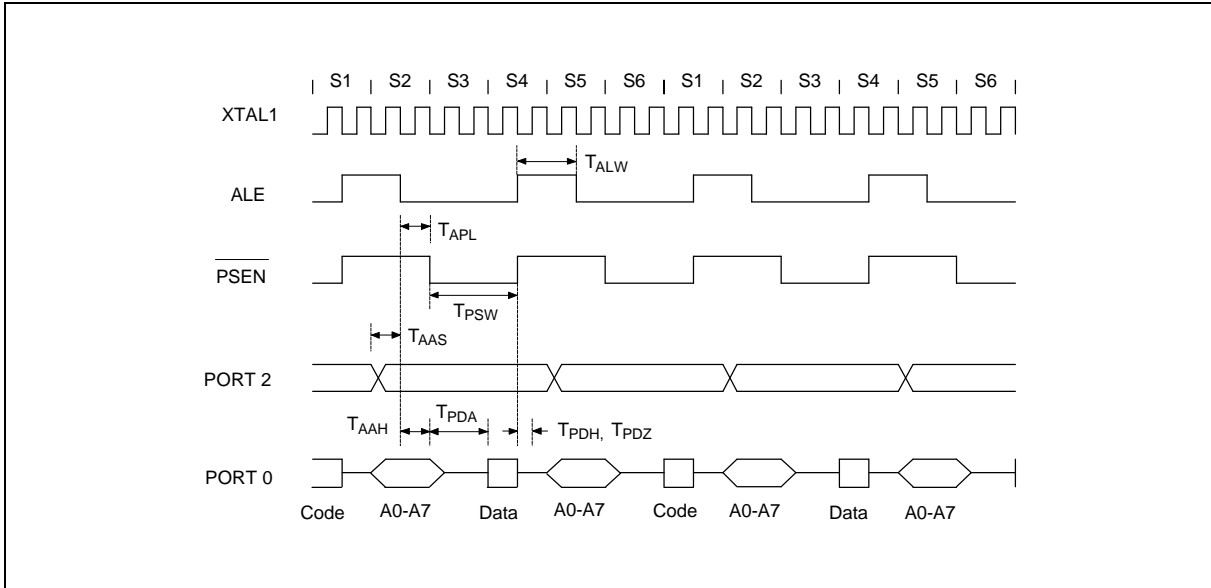 S1 S2 S3 S4 S5 S6 S1 S2 S3 S4 S5 S6
XTAL1
TALW
ALE
TAPL
PSEN
TPSW
TAAS
PORT 2
TAAH TPDA TPDH, TPDZ
PORT 0
Code A0-A7 Data A0-A7 Code A0-A7 Data A0-A7